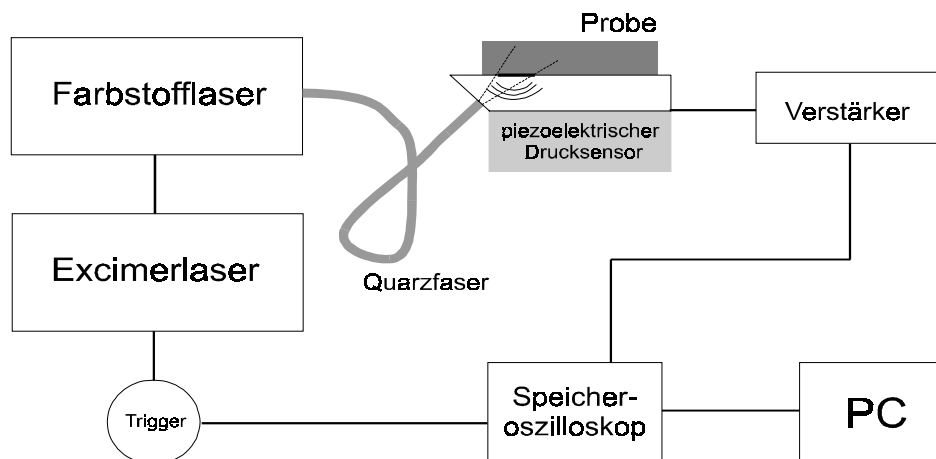 Probe
Farbstofflaser
piezoelektrischer
Drucksensor
Verstärker
Excimerlaser
Quarzfaser
Trigger
Speicher-
oszilloskop
PC